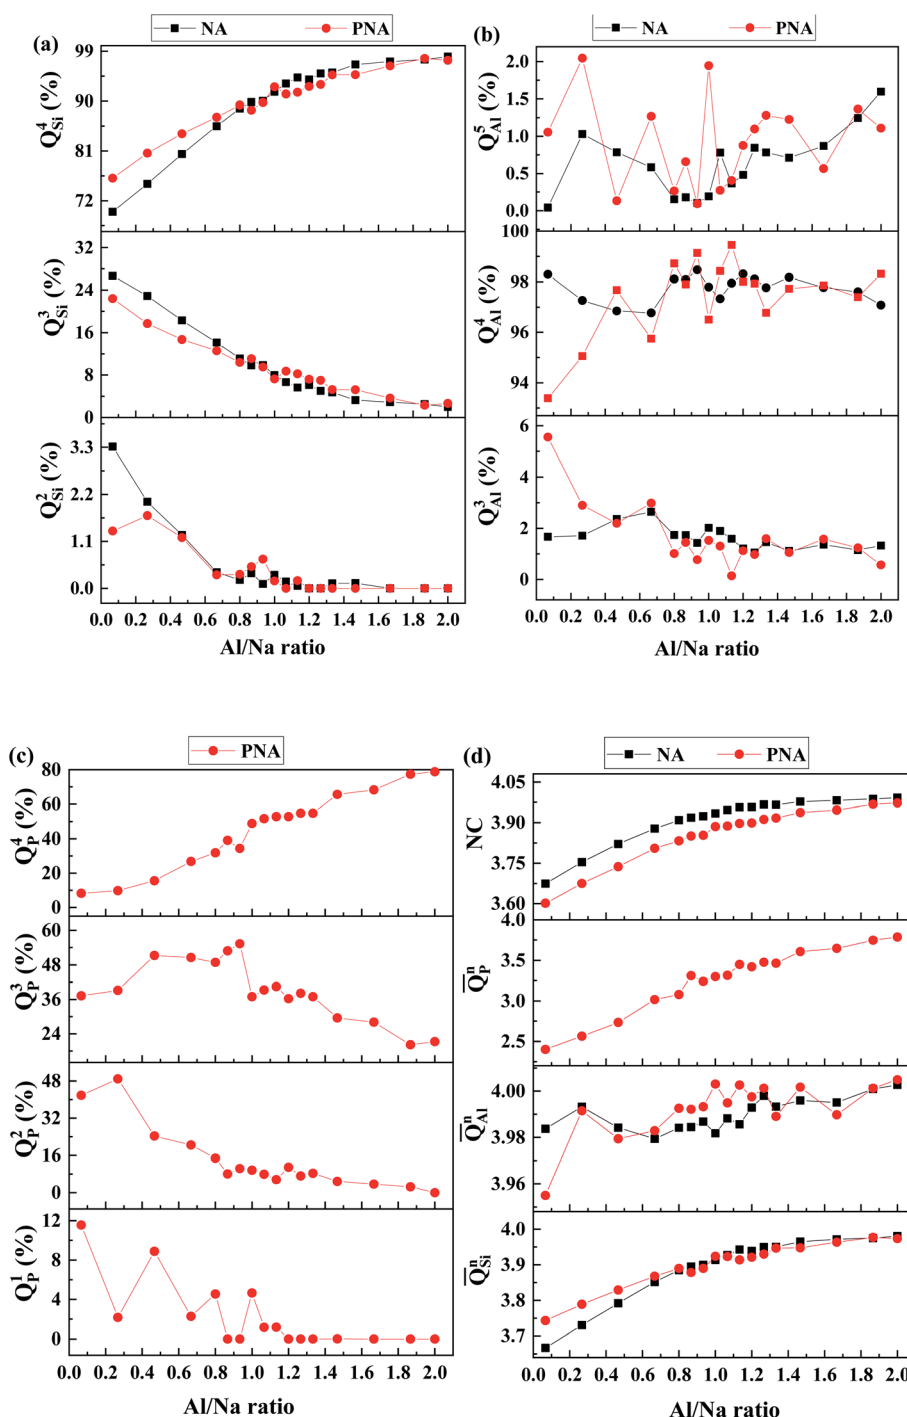 (a)
NA PNA
Q⁴Si (%)
99
90
81
72
Q³Si (%)
32
24
16
8
0
Q²Si (%)
3.3
2.2
1.1
0.0
0.0 0.2 0.4 0.6 0.8 1.0 1.2 1.4 1.6 1.8 2.0
Al/Na ratio
(b)
NA PNA
Q⁵Al (%)
2.0
1.5
1.0
0.5
0.0
Q⁴Al (%)
100
98
96
94
Q³Al (%)
6
4
2
0
0.0 0.2 0.4 0.6 0.8 1.0 1.2 1.4 1.6 1.8 2.0
Al/Na ratio
(c)
PNA
Q⁴P (%)
80
60
40
20
0
Q³P (%)
60
48
36
24
Q²P (%)
48
32
16
0
Q¹P (%)
12
8
4
0
0.0 0.2 0.4 0.6 0.8 1.0 1.2 1.4 1.6 1.8 2.0
Al/Na ratio
(d)
NA PNA
NC
4.05
3.90
3.75
3.60
Q̅ⁿP
4.0
3.5
3.0
2.5
Q̅ⁿAl
4.00
3.98
3.96
Q̅ⁿSi
4.0
3.9
3.8
3.7
0.0 0.2 0.4 0.6 0.8 1.0 1.2 1.4 1.6 1.8 2.0
Al/Na ratio